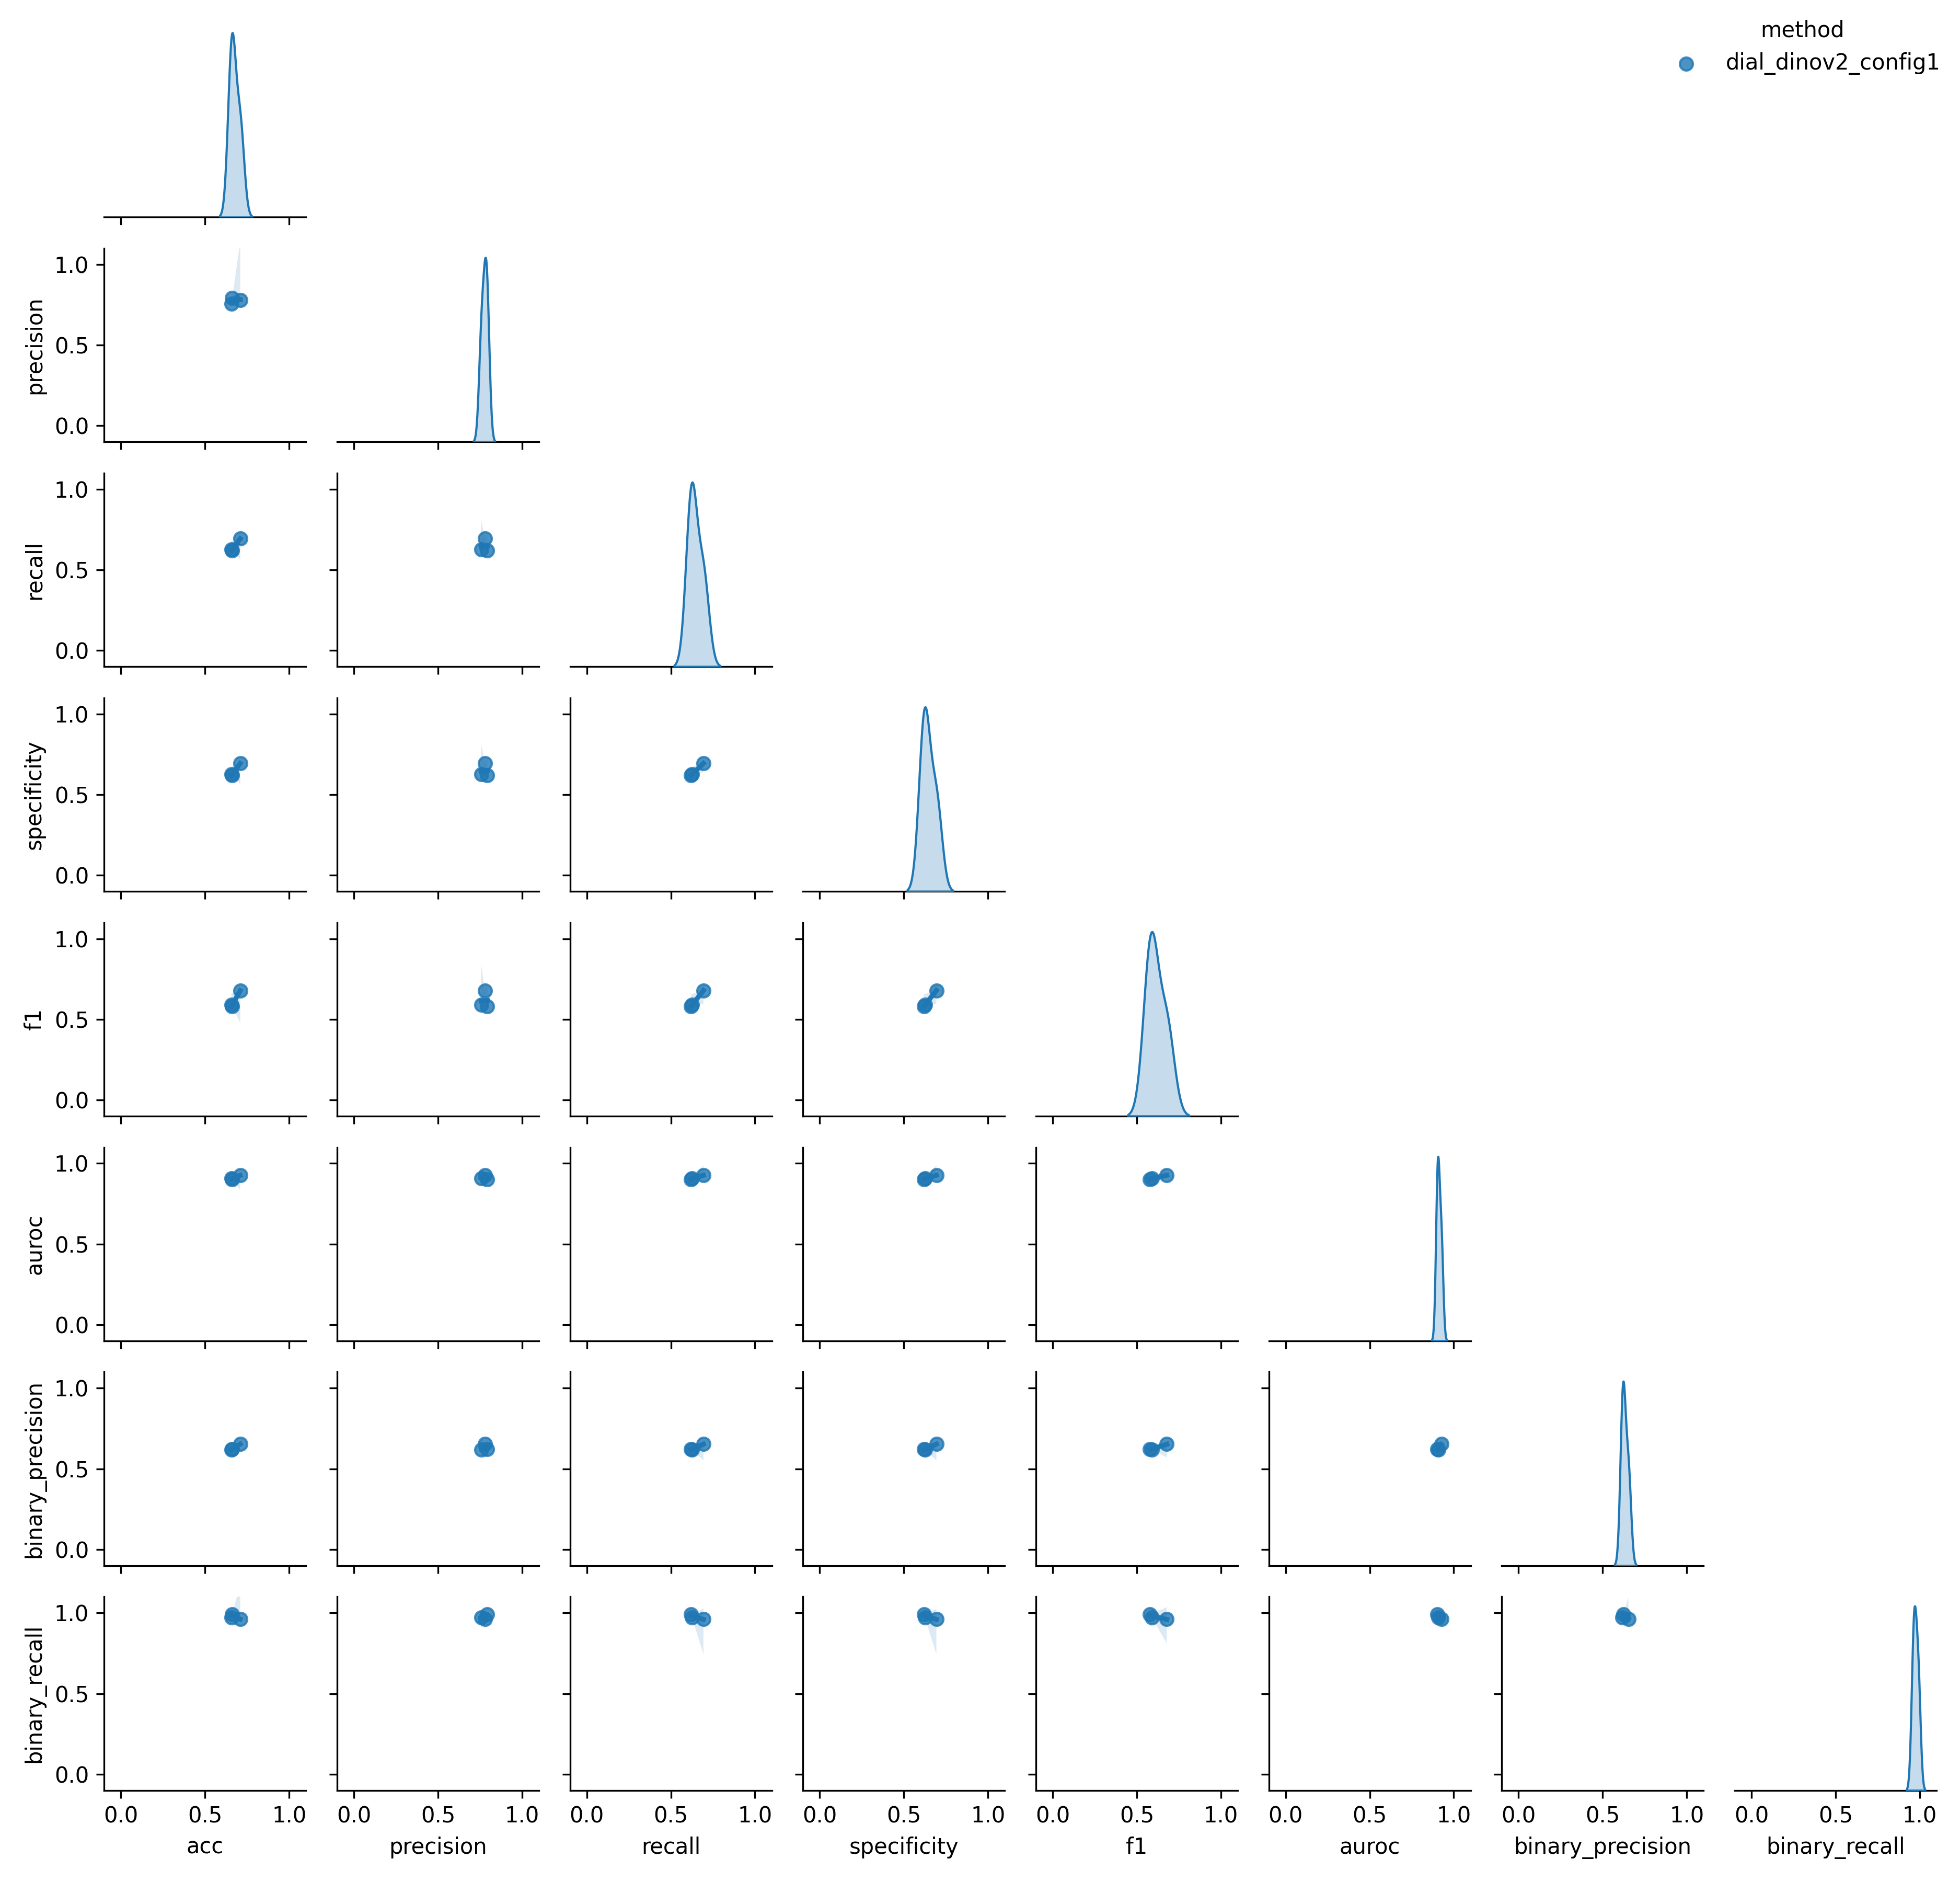 method
dial_dinov2_config1
1.0
precision
0.5
0.0
1.0
recall
0.5
0.0
1.0
specificity
0.5
0.0
1.0
f1
0.5
0.0
1.0
auroc
0.5
0.0
1.0
binary_precision
0.5
0.0
1.0
binary_recall
0.5
0.0
0.0 0.5 1.0 0.0 0.5 1.0 0.0 0.5 1.0 0.0 0.5 1.0 0.0 0.5 1.0 0.0 0.5 1.0 0.0 0.5 1.0 0.0 0.5 1.0
acc precision recall specificity f1 auroc binary_precision binary_recall